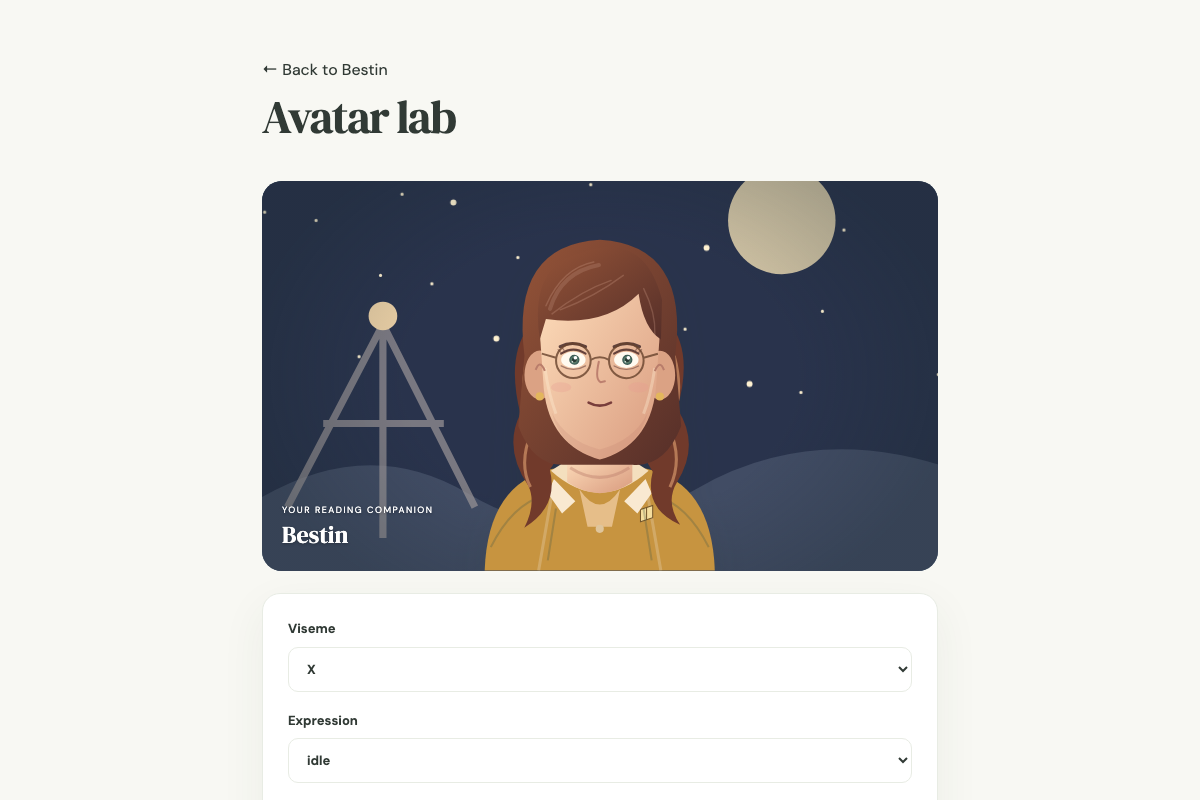 ← Back to Bestin
Avatar lab
YOUR READING COMPANION
Bestin
Viseme
X
Expression
idle